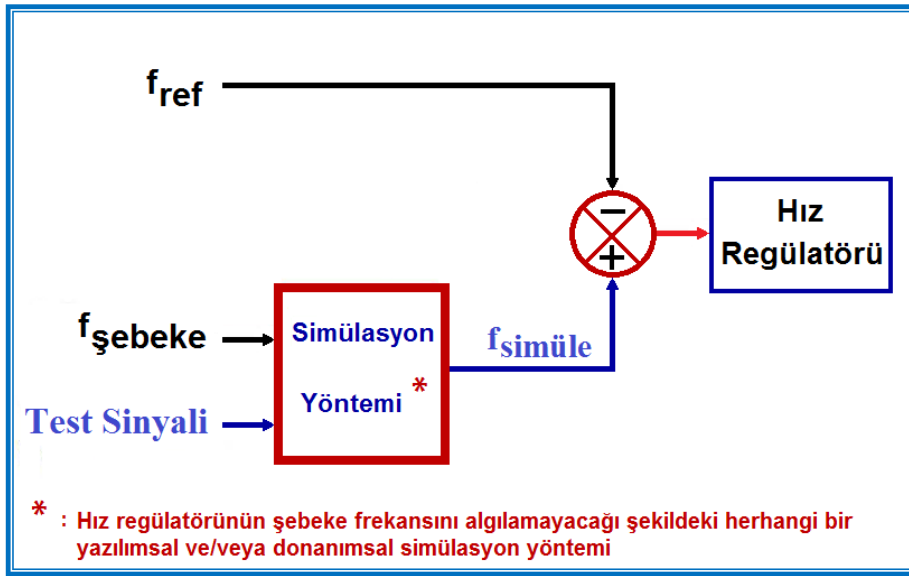 fref
−
+
Hız
Regülatörü
fşebeke
Simülasyon
Yöntemi *
fsimüle
Test Sinyali
* : Hız regülatörünün şebeke frekansını algılamayacağı şekildeki herhangi bir
yazılımsal ve/veya donanımsal simülasyon yöntemi